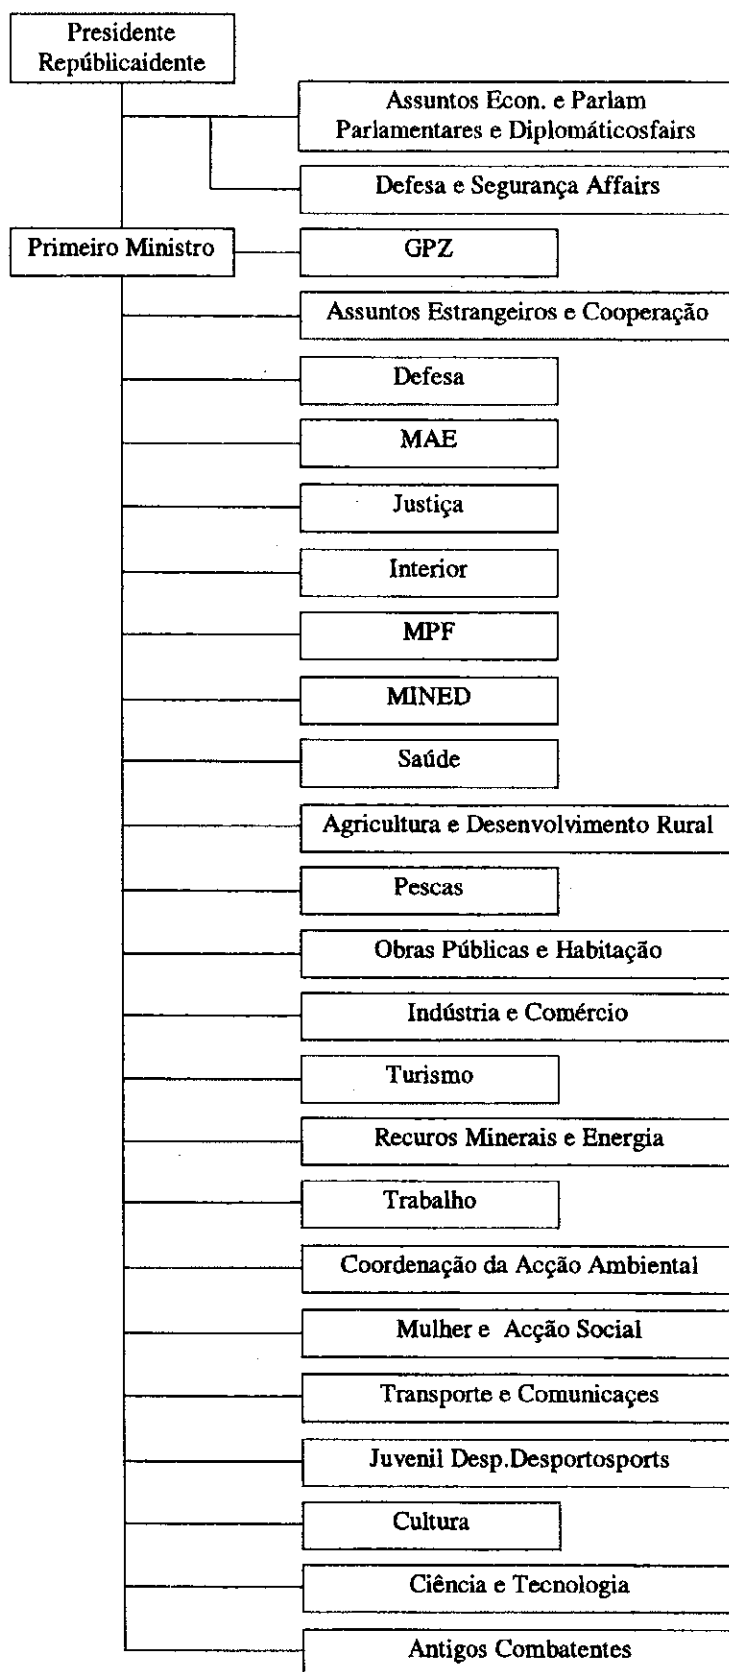 Presidente
Repúblicaidente
Assuntos Econ. e Parlam
Parlamentares e Diplomáticosfairs
Defesa e Segurança Affairs
Primeiro Ministro
GPZ
Assuntos Estrangeiros e Cooperação
Defesa
MAE
Justiça
Interior
MPF
MINED
Saúde
Agricultura e Desenvolvimento Rural
Pescas
Obras Públicas e Habitação
Indústria e Comércio
Turismo
Recuros Minerais e Energia
Trabalho
Coordenação da Acção Ambiental
Mulher e Acção Social
Transporte e Comunicaçes
Juvenil Desp.Desportosports
Cultura
Ciência e Tecnologia
Antigos Combatentes